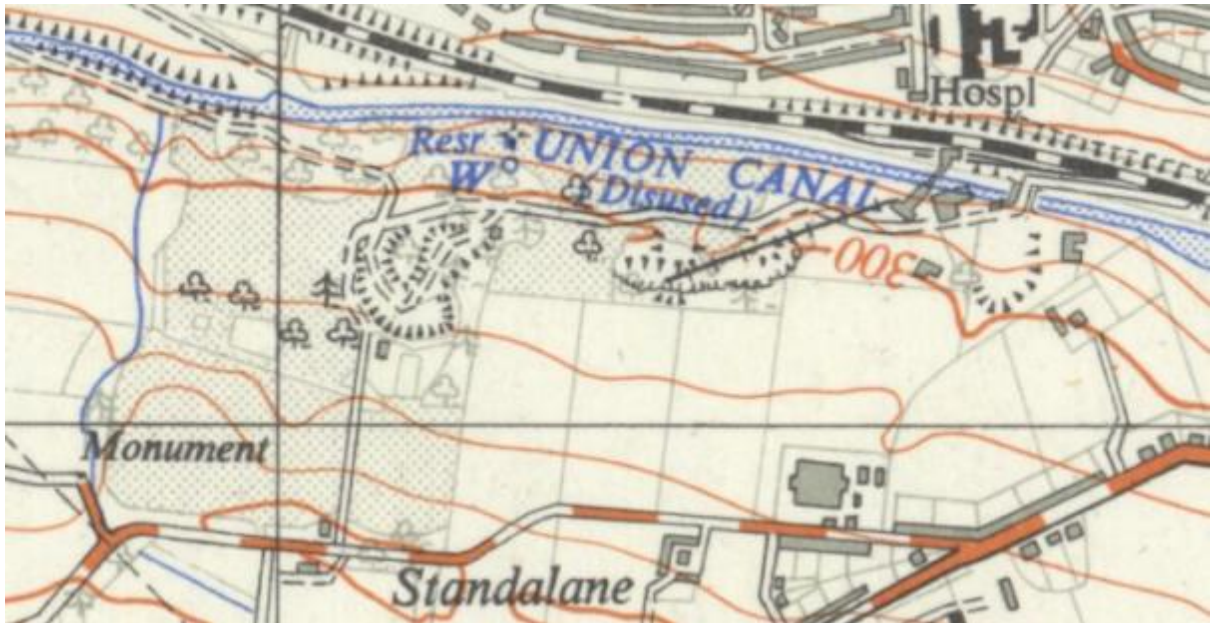 Hospl
Resr UNION CANAL
W (Disused)
300
Monument
Standalane